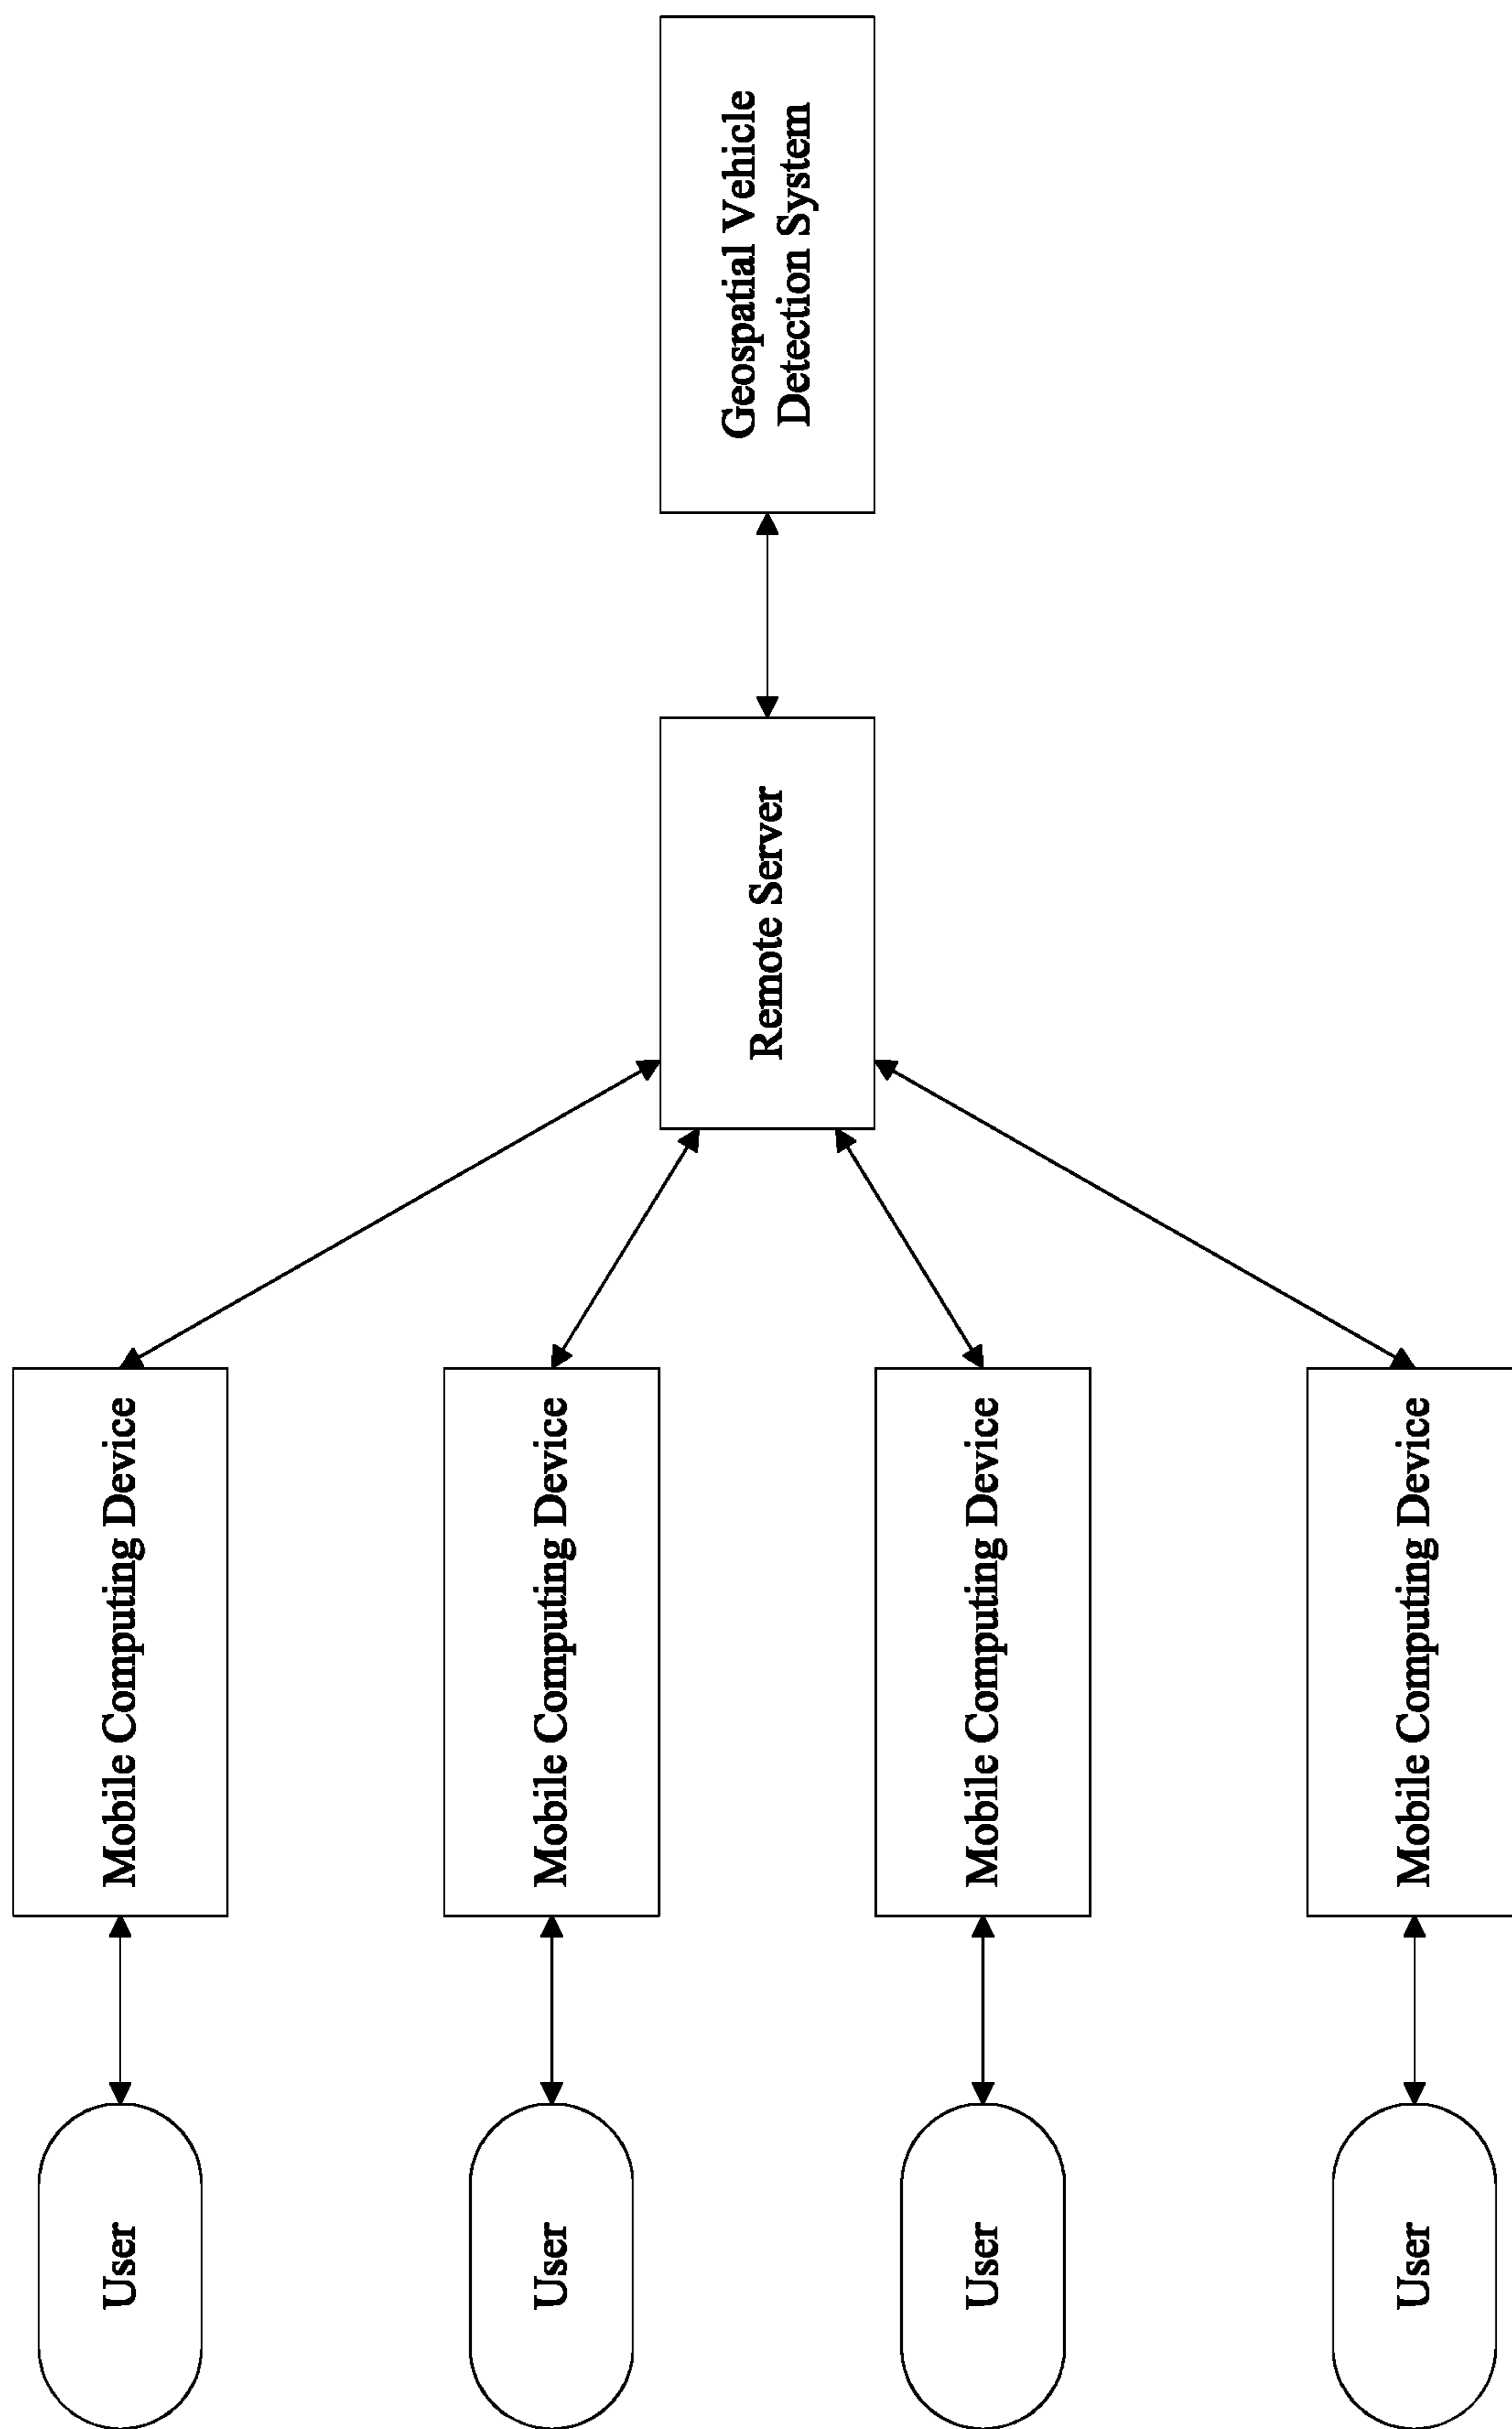 User
Mobile Computing Device
User
Mobile Computing Device
Remote Server
Geospatial Vehicle
Detection System
User
Mobile Computing Device
User
Mobile Computing Device